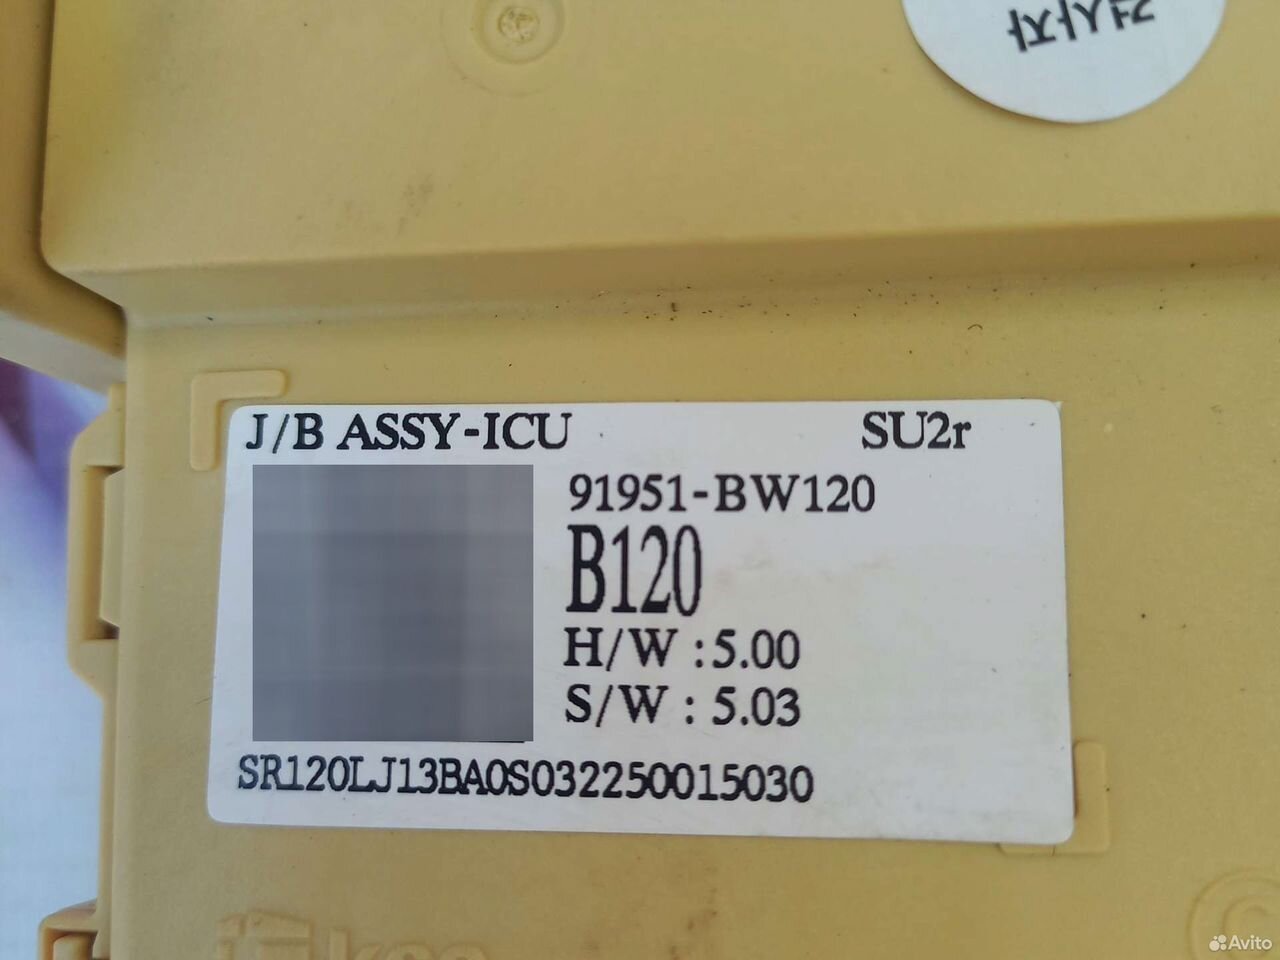 J/B ASSY-ICU SU2r
91951-BW120
B120
H/W : 5.00
S/W : 5.03
SR120LJ13BA0S032250015030
Avito